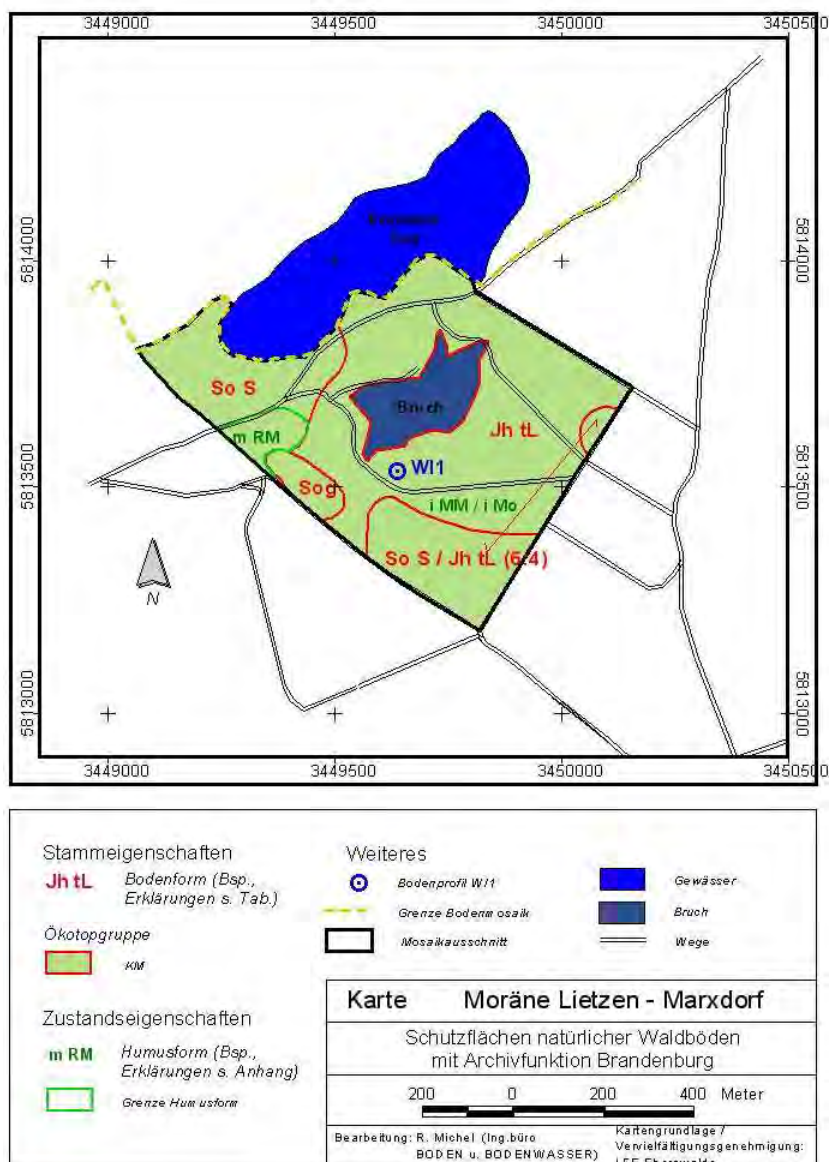 3449000 3449500 3450000 3450500
5814000 5814000
So S
Bruch
Jh tL
m RM
WI1
5813500 5813500
Sog
i MM / i Mo
So S / Jh tL (6:4)
N
5813000 5813000
3449000 3449500 3450000 3450500
Stammeigenschaften
Jh tL Bodenform (Bsp.,
Erklärungen s. Tab.)
Ökotopgruppe
KM
Zustandseigenschaften
m RM Humusform (Bsp.,
Erklärungen s. Anhang)
Grenze Humusform
Weiteres
Bodenprofil WI1
Grenze Bodenmosaik
Mosaikausschnitt
Gewässer
Bruch
Wege
Karte Moräne Lietzen - Marxdorf
Schutzflächen natürlicher Waldböden
mit Archivfunktion Brandenburg
200 0 200 400 Meter
Bearbeitung: R. Michel (Ing.büro
BODEN u. BODENWASSER)
Kartengrundlage /
Vervielfältigungsgenehmigung: